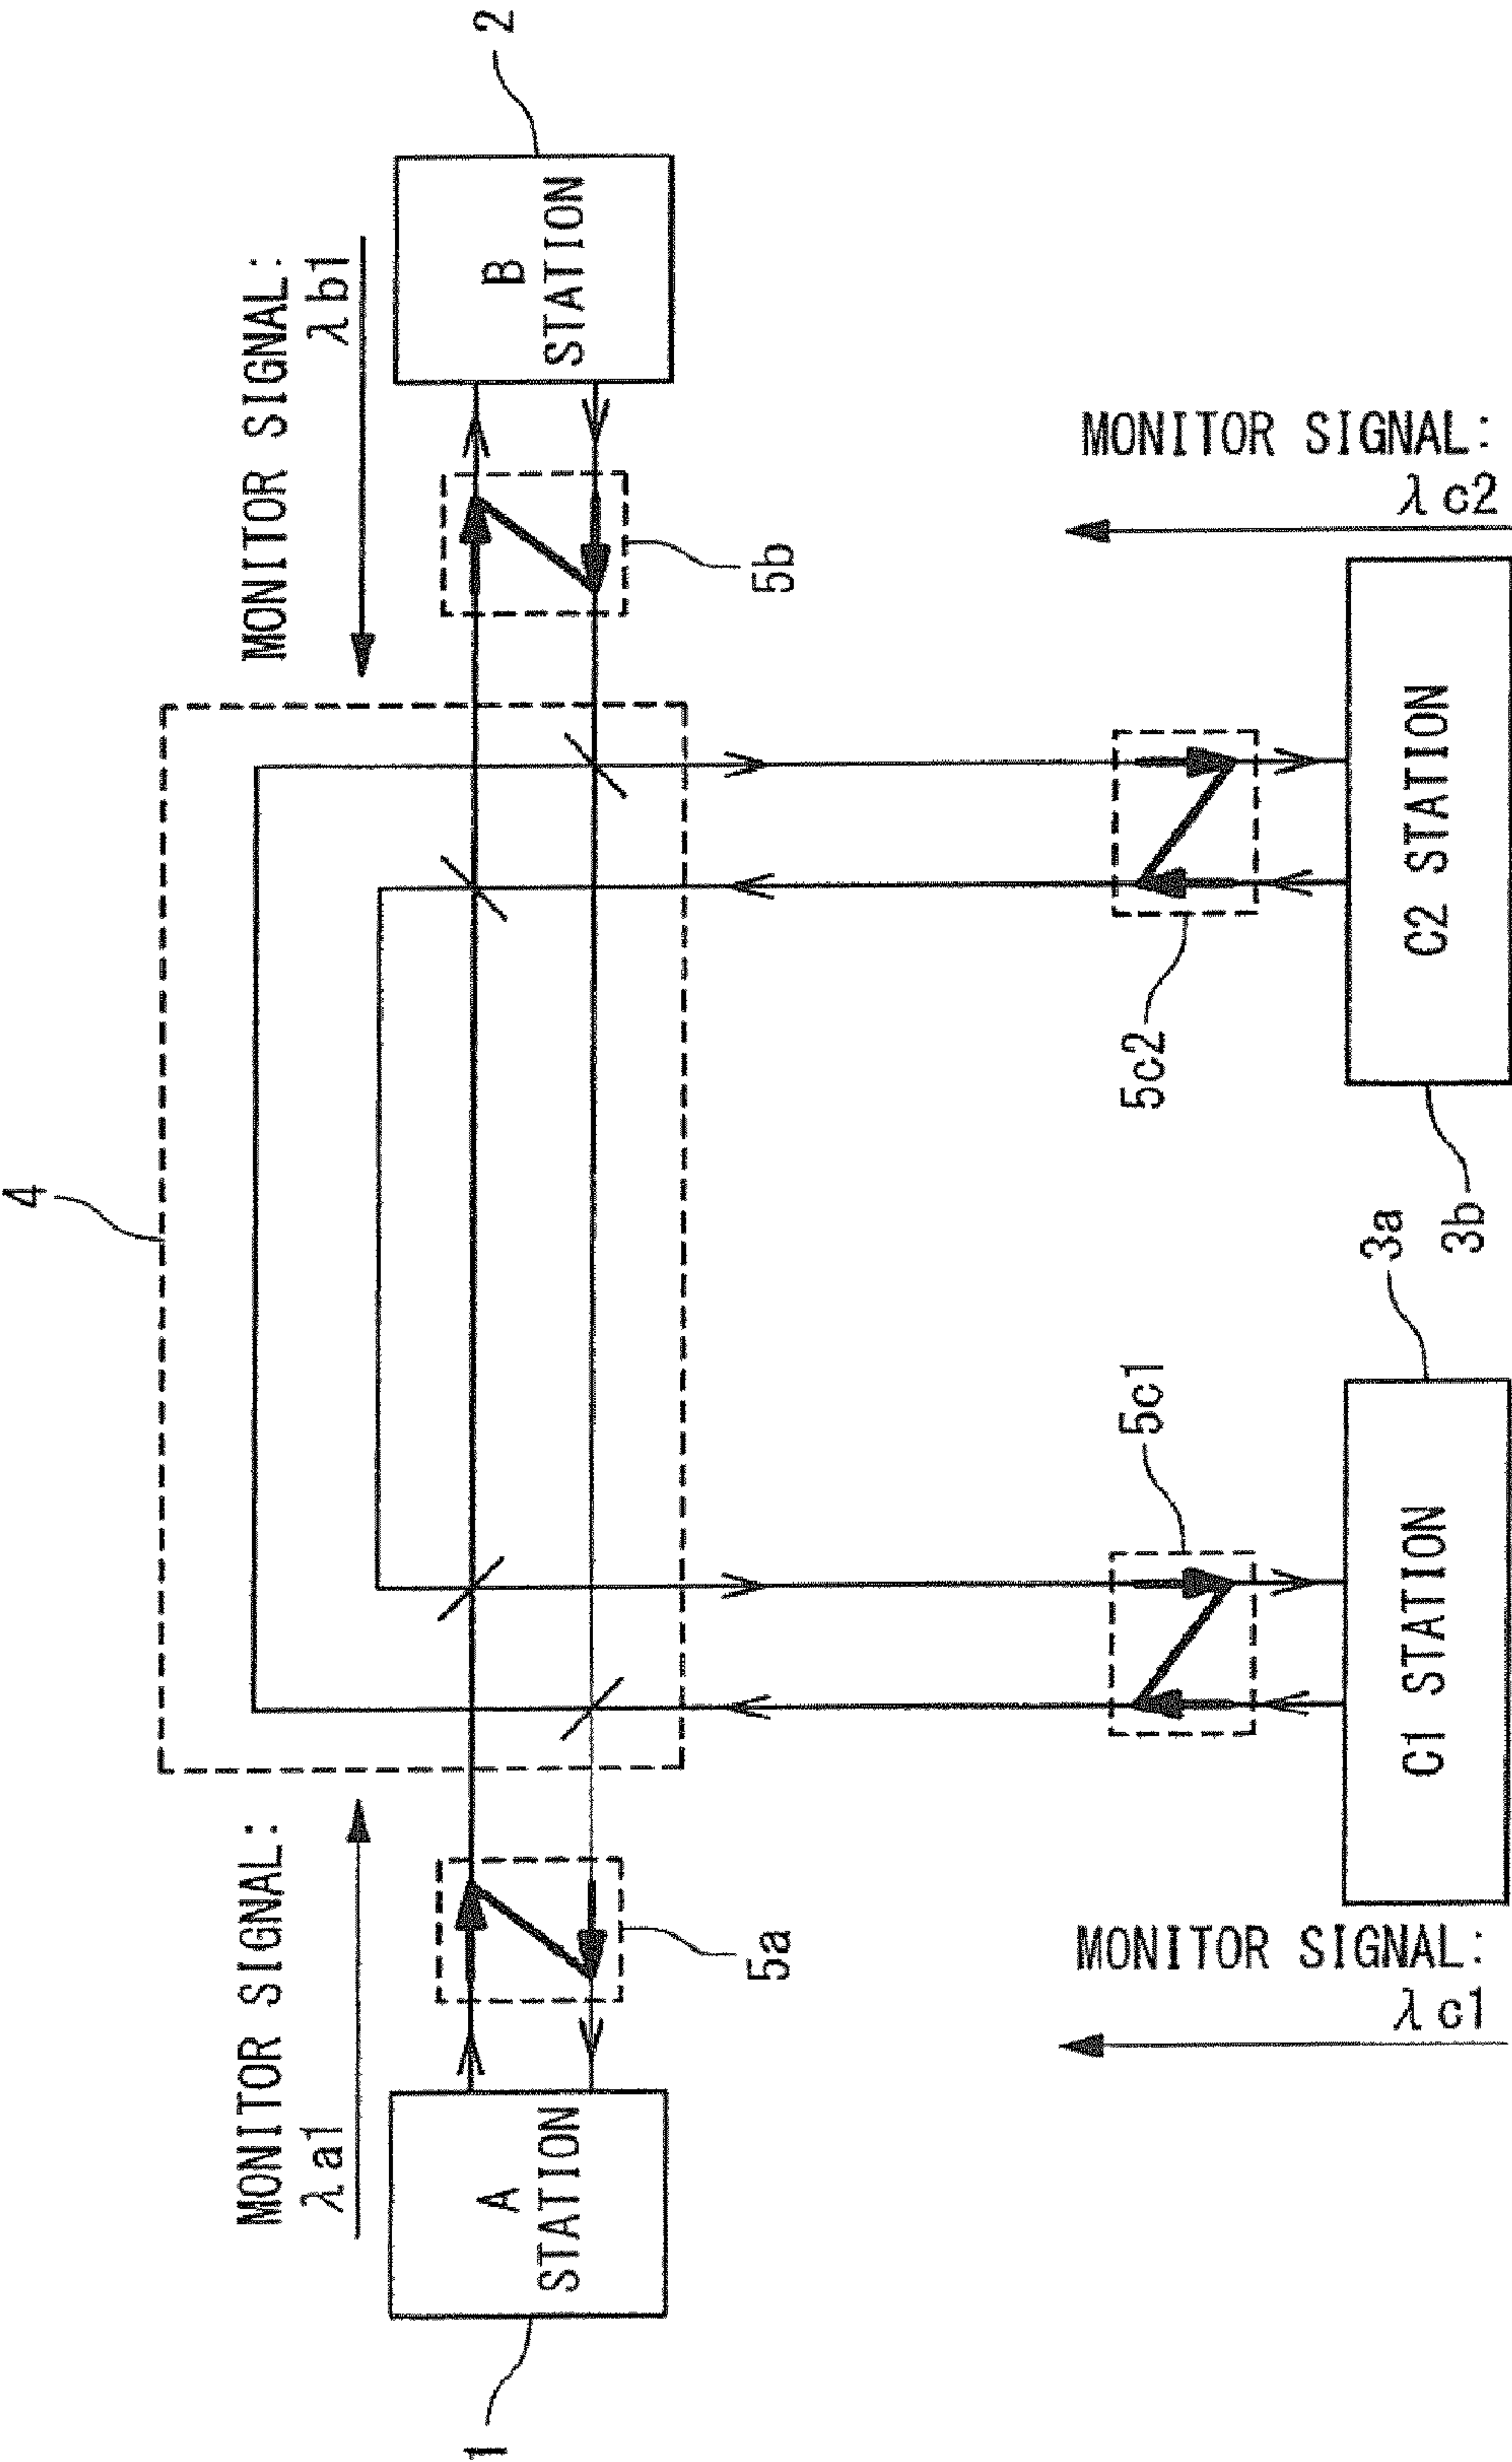 4
MONITOR SIGNAL:
λa1
MONITOR SIGNAL:
λb1
1
A
STATION
5a
5b
B
STATION
2
5c1
5c2
MONITOR SIGNAL:
λc1
C1 STATION
3a
3b
C2 STATION
MONITOR SIGNAL:
λc2